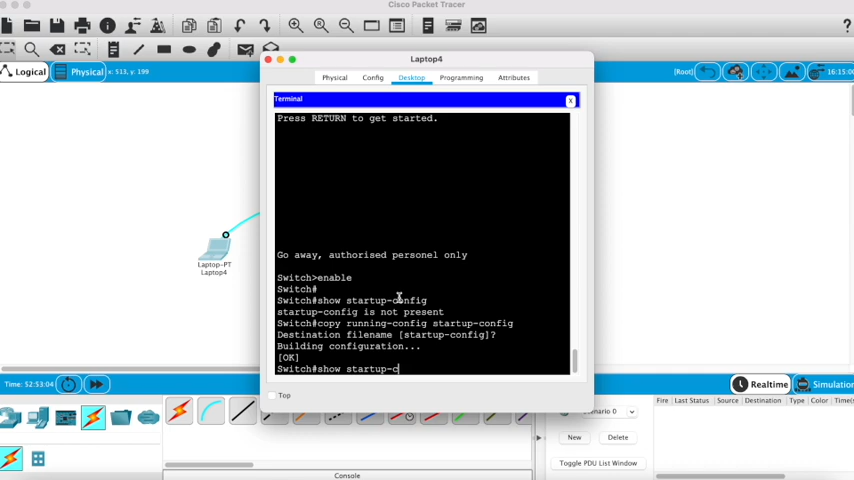 Cisco Packet Tracer
?
Logical
Physical
x: 513, y: 199
[Root]
16:15:00
Laptop4
Physical
Config
Desktop
Programming
Attributes
Terminal
X
Press RETURN to get started.
Go away, authorised personel only
Switch>enable
Switch#
Switch#show startup-config
startup-config is not present
Switch#copy running-config startup-config
Destination filename [startup-config]?
Building configuration...
[OK]
Switch#show startup-c
Top
Laptop-PT
Laptop4
Time: 52:53:04
Realtime
Simulation
Scenario 0
Fire
Last Status
Source
Destination
Type
Color
Time(
New
Delete
Toggle PDU List Window
Console